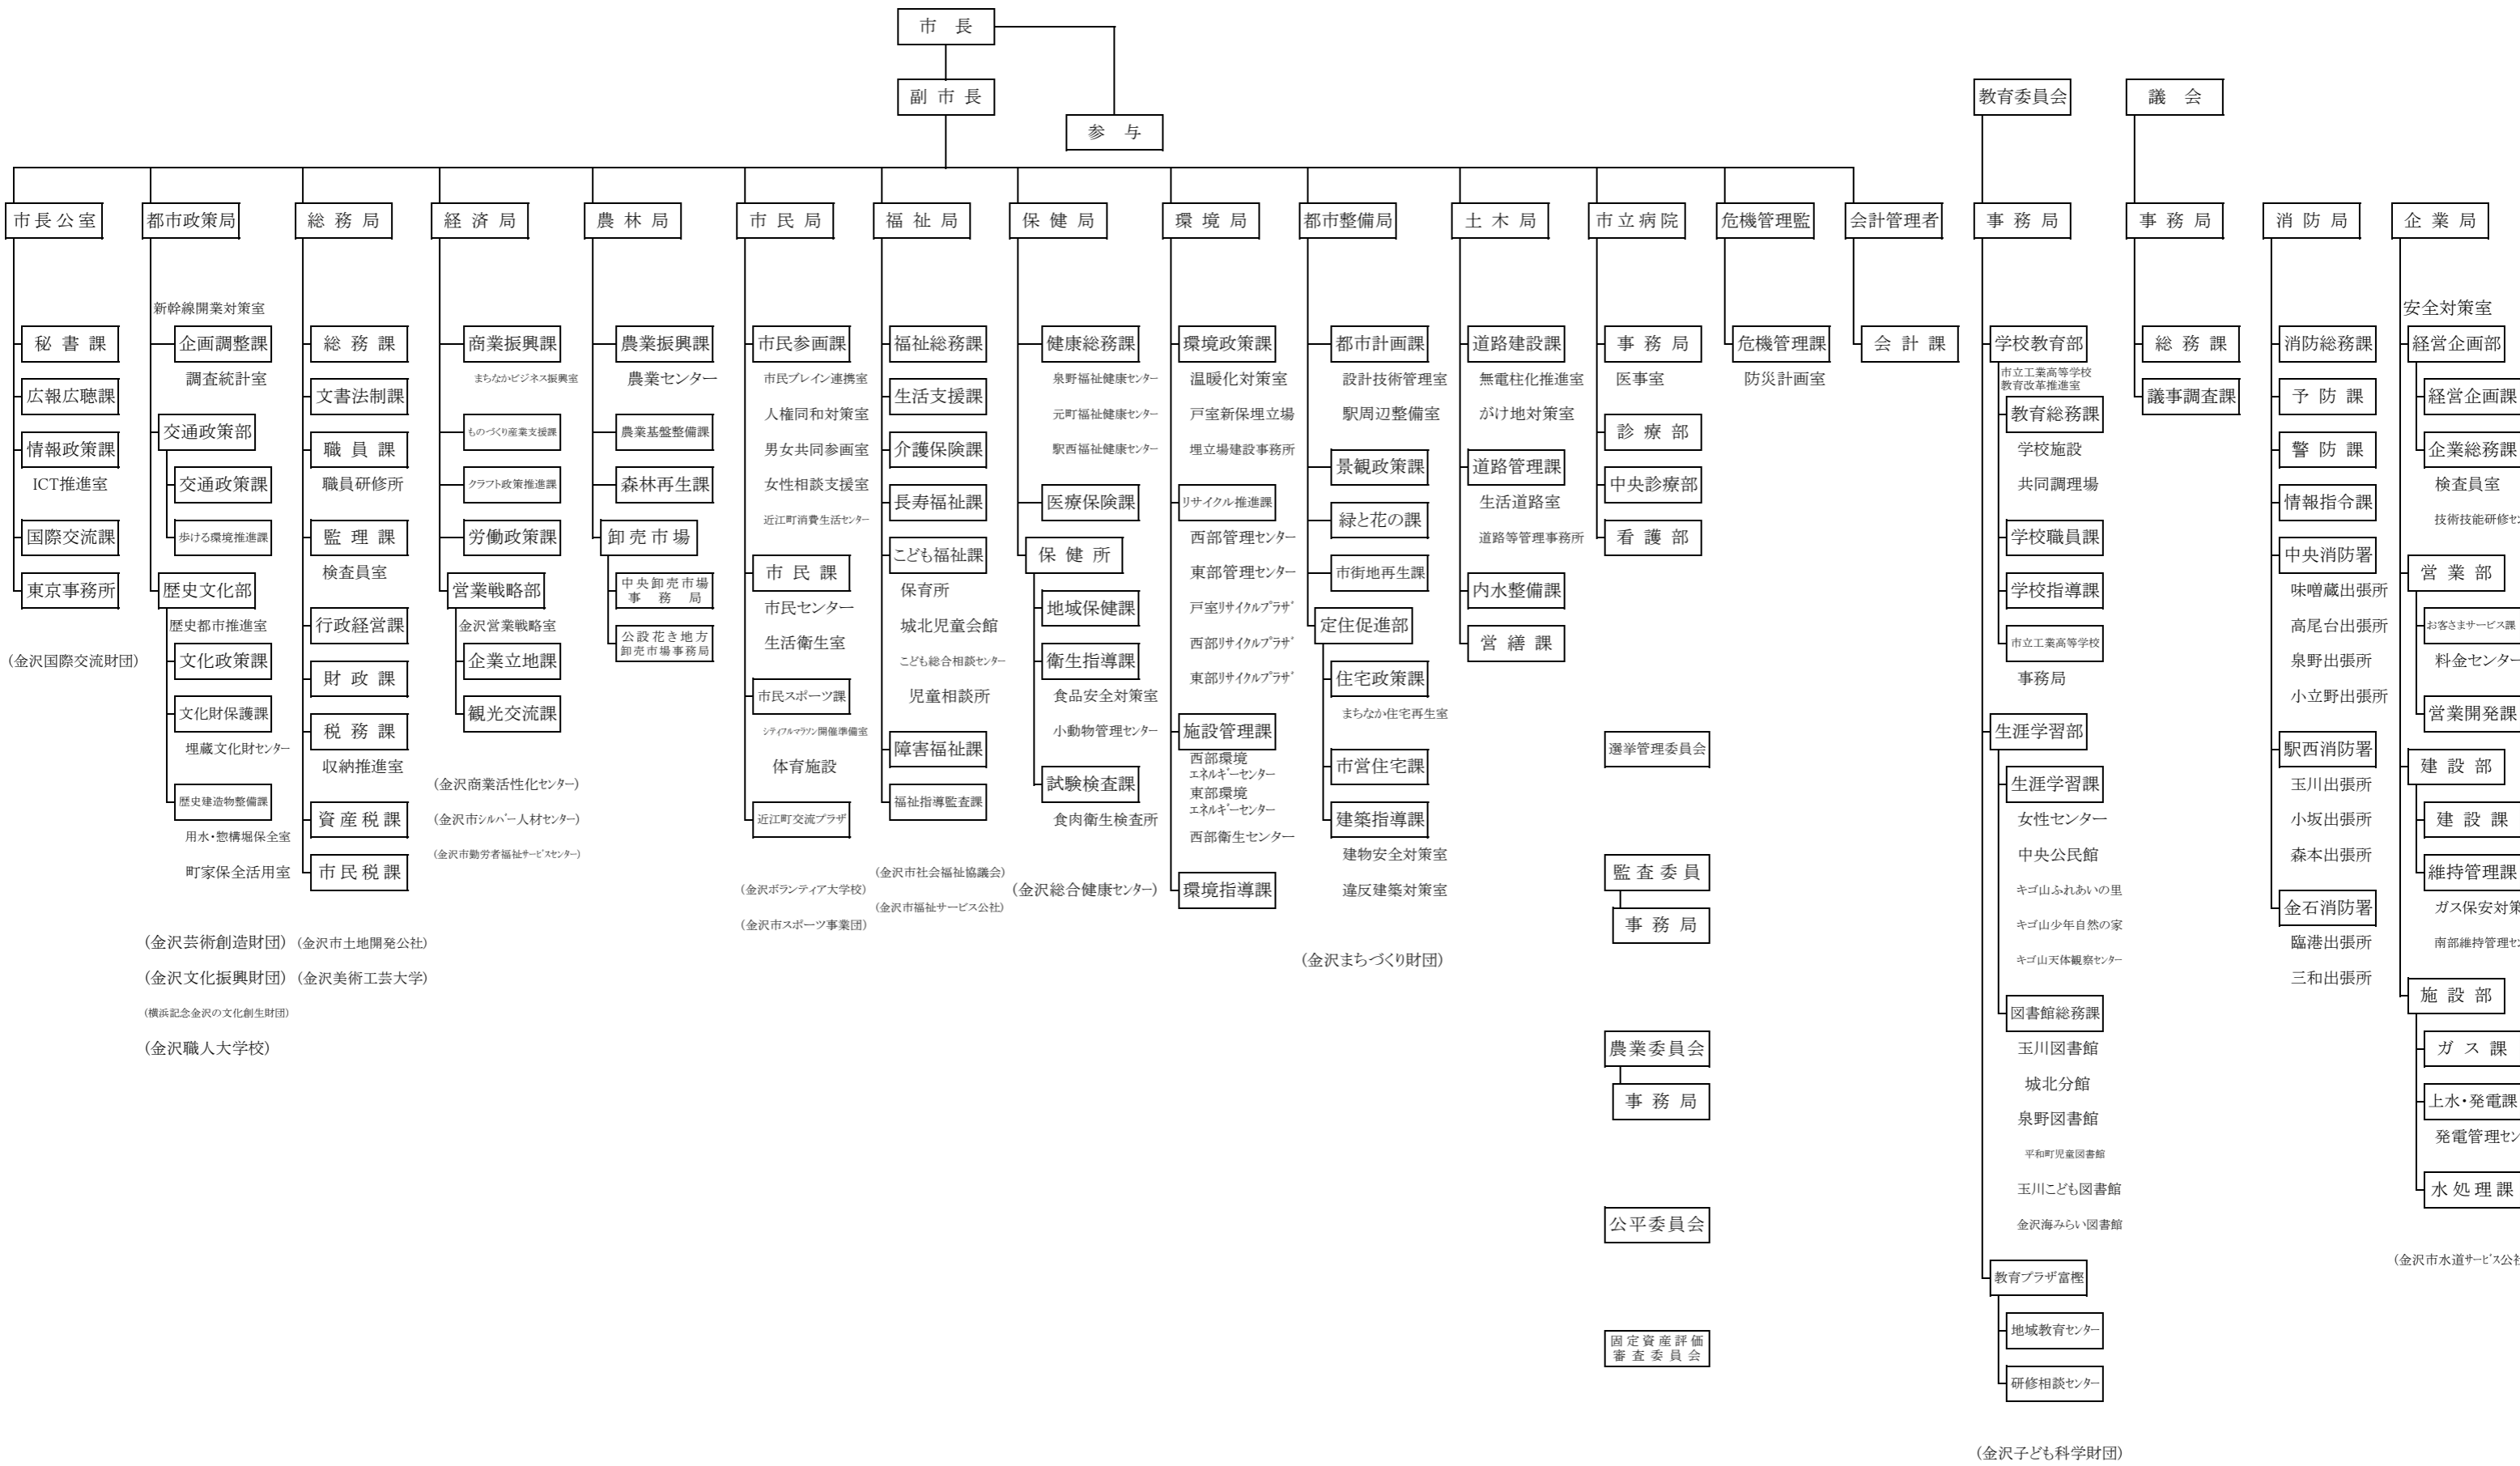 市 長
副 市 長
参 与
教育委員会
議 会
市長公室
秘書課
広報広聴課
情報政策課
ICT推進室
国際交流課
東京事務所
(金沢国際交流財団)
都市政策局
新幹線開業対策室
企画調整課
調査統計室
交通政策部
交通政策課
歩ける環境推進課
歴史文化部
歴史都市推進室
文化政策課
文化財保護課
埋蔵文化財センター
歴史建造物整備課
用水・惣構堀保全室
町家保全活用室
(金沢芸術創造財団)
(金沢文化振興財団)
(横浜記念金沢の文化創生財団)
(金沢職人大学校)
総務局
総務課
文書法制課
職員課
職員研修所
監理課
検査員室
行政経営課
財政課
税務課
収納推進室
資産税課
市民税課
(金沢市土地開発公社)
(金沢美術工芸大学)
経済局
商業振興課
まちなかビジネス振興室
ものづくり産業支援課
クラフト政策推進課
労働政策課
営業戦略部
金沢営業戦略室
企業立地課
観光交流課
(金沢商業活性化センター)
(金沢市シルバー人材センター)
(金沢市勤労者福祉サービスセンター)
農林局
農業振興課
農業センター
農業基盤整備課
森林再生課
卸売市場
中央卸売市場
事務局
公設花き地方
卸売市場事務局
市民局
市民参画課
市民ブレイン連携室
人権同和対策室
男女共同参画室
女性相談支援室
近江町消費生活センター
市民課
市民センター
生活衛生室
市民スポーツ課
シティフルマラソン開催準備室
体育施設
近江町交流プラザ
(金沢ボランティア大学校)
(金沢市スポーツ事業団)
福祉局
福祉総務課
生活支援課
介護保険課
長寿福祉課
こども福祉課
保育所
城北児童会館
こども総合相談センター
児童相談所
障害福祉課
福祉指導監査課
(金沢市社会福祉協議会)
(金沢市福祉サービス公社)
保健局
健康総務課
泉野福祉健康センター
元町福祉健康センター
駅西福祉健康センター
医療保険課
保健所
地域保健課
衛生指導課
食品安全対策室
小動物管理センター
試験検査課
食肉衛生検査所
(金沢総合健康センター)
環境局
環境政策課
温暖化対策室
戸室新保埋立場
埋立場建設事務所
リサイクル推進課
西部管理センター
東部管理センター
戸室リサイクルプラザ
西部リサイクルプラザ
東部リサイクルプラザ
施設管理課
西部環境
エネルギーセンター
東部環境
エネルギーセンター
西部衛生センター
環境指導課
都市整備局
都市計画課
設計技術管理室
駅周辺整備室
景観政策課
緑と花の課
市街地再生課
定住促進部
住宅政策課
まちなか住宅再生室
市営住宅課
建築指導課
建物安全対策室
違反建築対策室
(金沢まちづくり財団)
土木局
道路建設課
無電柱化推進室
がけ地対策室
道路管理課
生活道路室
道路等管理事務所
内水整備課
営繕課
市立病院
事務局
医事室
診療部
中央診療部
看護部
選挙管理委員会
監査委員
事務局
農業委員会
事務局
公平委員会
固定資産評価
審査委員会
危機管理監
危機管理課
防災計画室
会計管理者
会計課
事務局
学校教育部
市立工業高等学校
教育改革推進室
教育総務課
学校施設
共同調理場
学校職員課
学校指導課
市立工業高等学校
事務局
生涯学習部
生涯学習課
女性センター
中央公民館
キゴ山ふれあいの里
キゴ山少年自然の家
キゴ山天体観察センター
図書館総務課
玉川図書館
城北分館
泉野図書館
平和町児童図書館
玉川こども図書館
金沢海みらい図書館
教育プラザ富樫
地域教育センター
研修相談センター
(金沢子ども科学財団)
事務局
総務課
議事調査課
消防局
消防総務課
予防課
警防課
情報指令課
中央消防署
味噌蔵出張所
高尾台出張所
泉野出張所
小立野出張所
駅西消防署
玉川出張所
小坂出張所
森本出張所
金石消防署
臨港出張所
三和出張所
企業局
安全対策室
経営企画部
経営企画課
企業総務課
検査員室
技術技能研修セ
営業部
お客さまサービス課
料金センター
営業開発課
建設部
建設課
維持管理課
ガス保安対策
南部維持管理セ
施設部
ガス課
上水・発電課
発電管理セン
水処理課
(金沢市水道サービス公社